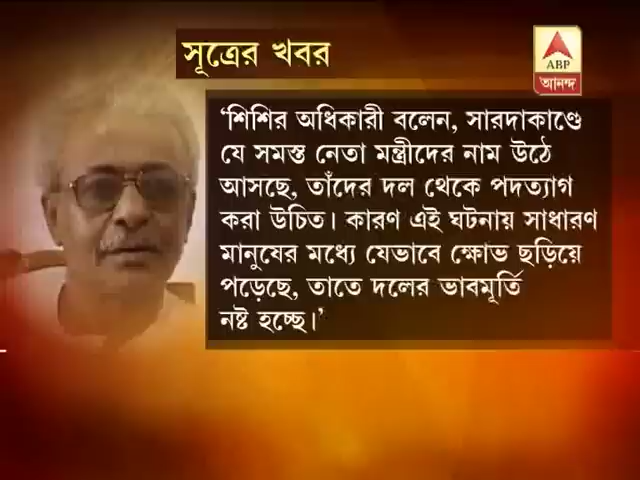 সূত্রের খবর
ABP
আনন্দ
‘শিশির অধিকারী বলেন, সারদাকাণ্ডে
যে সমস্ত নেতা মন্ত্রীদের নাম উঠে
আসছে, তাঁদের দল থেকে পদত্যাগ
করা উচিত। কারণ এই ঘটনায় সাধারণ
মানুষের মধ্যে যেভাবে ক্ষোভ ছড়িয়ে
পড়েছে, তাতে দলের ভাবমূর্তি
নষ্ট হচ্ছে।’